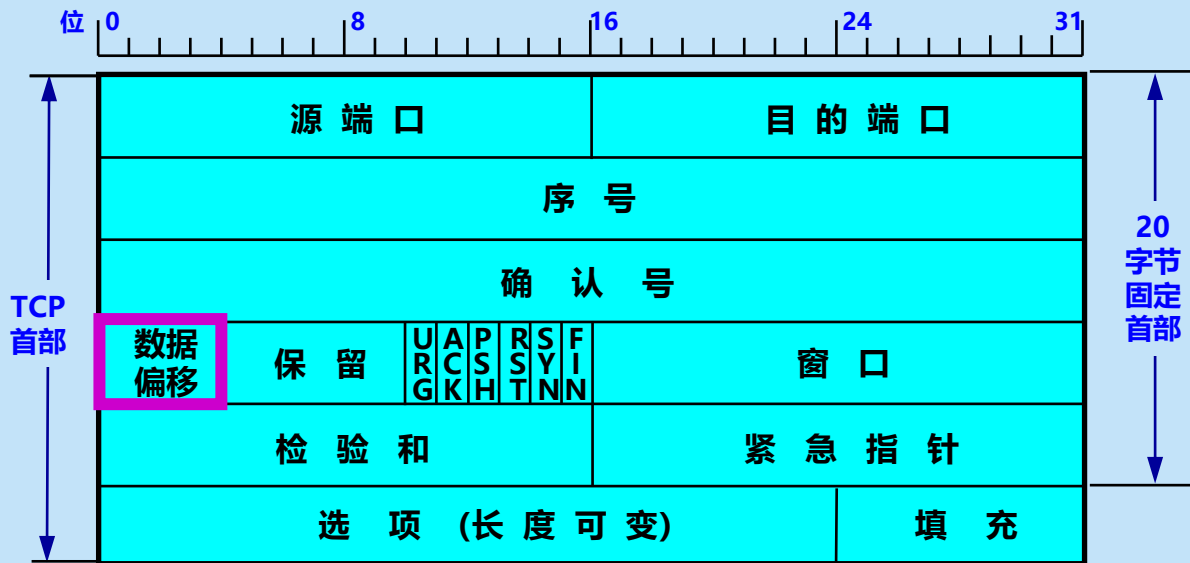 位 0 8 16 24 31
源 端 口 目 的 端 口
序 号
20
字节
固定
首部
确 认 号
TCP
首部
数据
偏移
保 留
URG ACK PSH RST SYN FIN
窗 口
检 验 和 紧 急 指 针
选 项 (长 度 可 变) 填 充